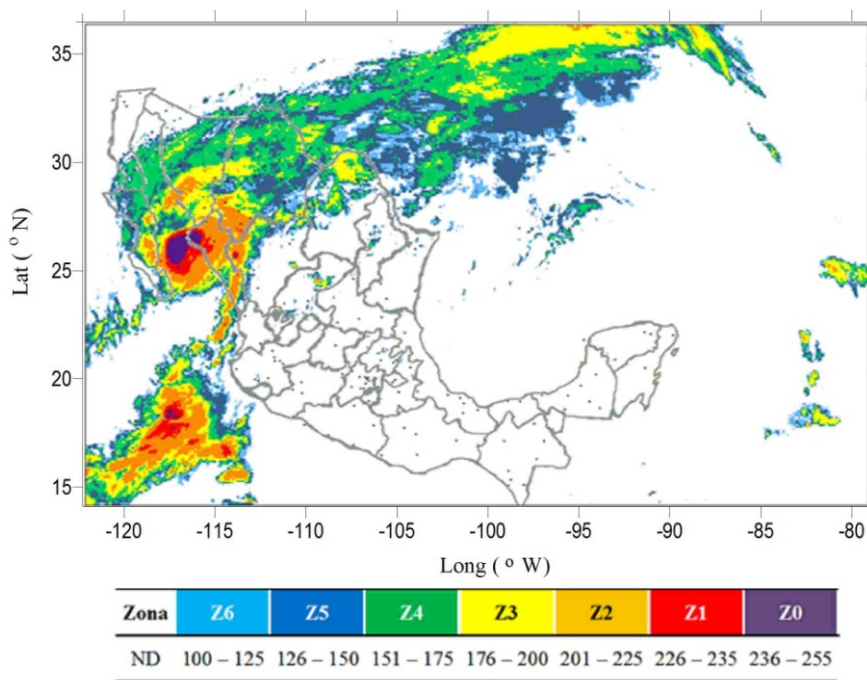 35
30
25
20
15
Lat ( ° N)
-120 -115 -110 -105 -100 -95 -90 -85 -80
Long ( ° W)
Zona Z6 Z5 Z4 Z3 Z2 Z1 Z0
ND 100 – 125 126 – 150 151 – 175 176 – 200 201 – 225 226 – 235 236 – 255